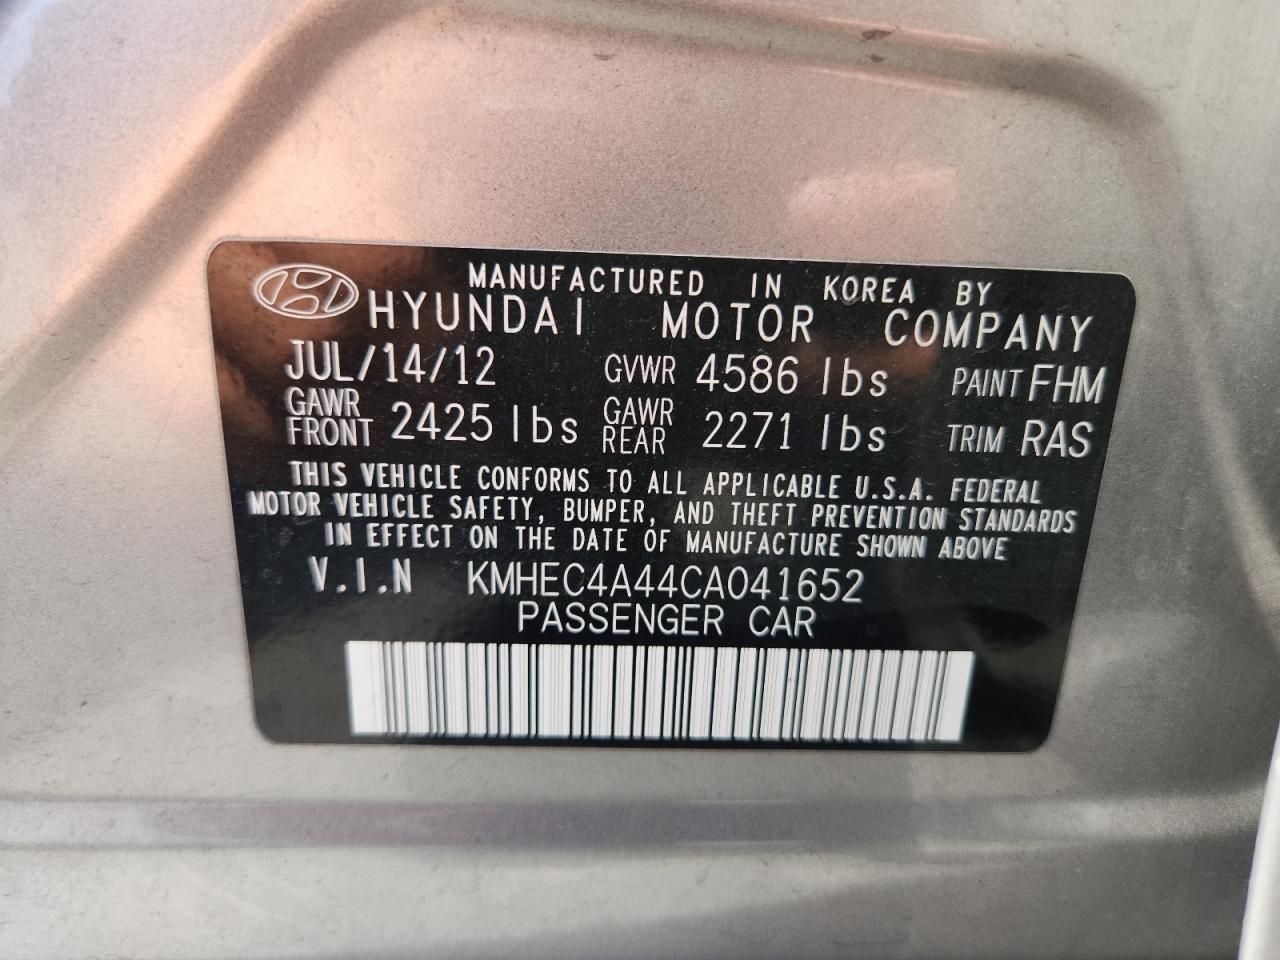 MANUFACTURED IN KOREA BY
HYUNDAI MOTOR COMPANY
JUL/14/12 GVWR 4586 lbs PAINT FHM
GAWR FRONT 2425 lbs GAWR REAR 2271 lbs TRIM RAS
THIS VEHICLE CONFORMS TO ALL APPLICABLE U.S.A. FEDERAL
MOTOR VEHICLE SAFETY, BUMPER, AND THEFT PREVENTION STANDARDS
IN EFFECT ON THE DATE OF MANUFACTURE SHOWN ABOVE
V.I.N KMHEC4A44CA041652
PASSENGER CAR